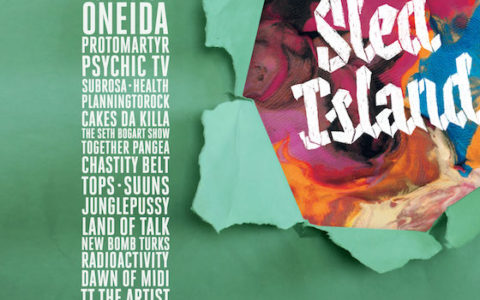 ONEIDA
PROTOMARTYR
PSYCHIC TV
SUBROSA · HEALTH
PLANNINGTOROCK
CAKES DA KILLA
THE SETH BOGART SHOW
TOGETHER PANGEA
CHASTITY BELT
TOPS · SUUNS
JUNGLEPUSSY
LAND OF TALK
NEW BOMB TURKS
RADIOACTIVITY
DAWN OF MIDI
TT THE ARTIST
Sled
Island